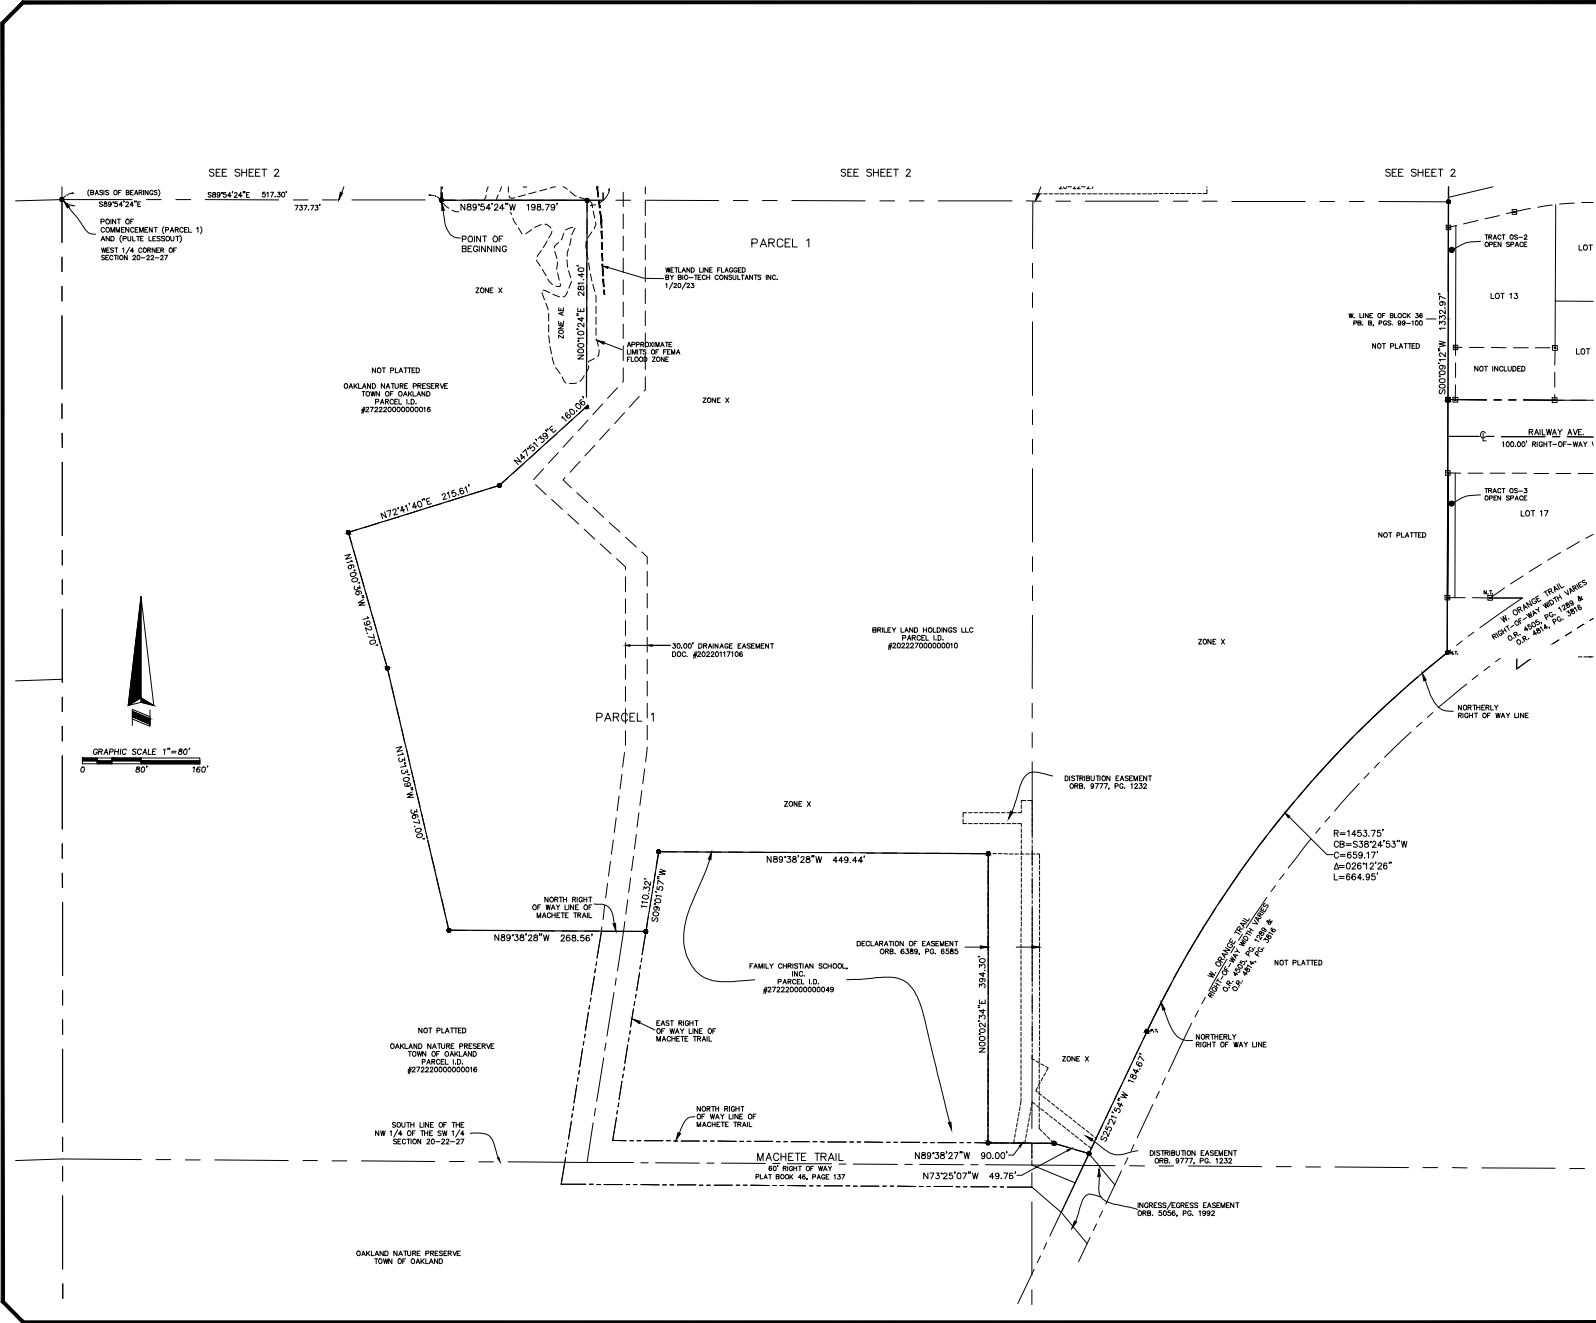 SEE SHEET 2
SEE SHEET 2
SEE SHEET 2
(BASIS OF BEARINGS)
S89°54'24"E
S89°54'24"E 517.30'
737.73'
POINT OF
COMMENCEMENT (PARCEL 1)
AND (PULTE LESSOUT)
WEST 1/4 CORNER OF
SECTION 20-22-27
N89°54'24"W 198.79'
POINT OF
BEGINNING
20-22-27
PARCEL 1
WETLAND LINE FLAGGED
BY BIO-TECH CONSULTANTS INC.
1/20/23
ZONE X
ZONE AE
N00°10'24"E 281.40'
APPROXIMATE
LIMITS OF FEMA
FLOOD ZONE
NOT PLATTED
OAKLAND NATURE PRESERVE
TOWN OF OAKLAND
PARCEL I.D.
#272220000000016
ZONE X
N47°51'39"E 160.06'
N72°41'40"E 215.61'
N16°00'36"W 192.70'
N13°13'09"W 367.00'
TRACT OS-2
OPEN SPACE
LOT
LOT 13
W. LINE OF BLOCK 36
PB. B, PGS. 99-100
S00°09'12"W 1332.97'
NOT PLATTED
LOT
NOT INCLUDED
RAILWAY AVE.
100.00' RIGHT-OF-WAY
TRACT OS-3
OPEN SPACE
LOT 17
NOT PLATTED
N.T.
W. ORANGE TRAIL
RIGHT-OF-WAY WIDTH VARIES
O.R. 4505, PG. 1289 &
O.R. 4814, PG. 3816
N.T.
BRILEY LAND HOLDINGS LLC
PARCEL I.D.
#202227000000010
ZONE X
30.00' DRAINAGE EASEMENT
DOC. #20220117106
PARCEL 1
NORTHERLY
RIGHT OF WAY LINE
GRAPHIC SCALE 1"=80'
0 80' 160'
DISTRIBUTION EASEMENT
ORB. 9777, PG. 1232
ZONE X
R=1453.75'
CB=S38°24'53"W
C=659.17'
Δ=026°12'26"
L=664.95'
N89°38'28"W 449.44'
110.32'
S09°01'57"W
NORTH RIGHT
OF WAY LINE OF
MACHETE TRAIL
N89°38'28"W 268.56'
DECLARATION OF EASEMENT
ORB. 6389, PG. 6585
FAMILY CHRISTIAN SCHOOL,
INC.
PARCEL I.D.
#272220000000049
N00°02'34"E 394.30'
W. ORANGE TRAIL
RIGHT-OF-WAY WIDTH VARIES
O.R. 4505, PG. 1289 &
O.R. 4814, PG. 3816
NOT PLATTED
EAST RIGHT
OF WAY LINE OF
MACHETE TRAIL
NOT PLATTED
OAKLAND NATURE PRESERVE
TOWN OF OAKLAND
PARCEL I.D.
#272220000000016
N.T.
NORTHERLY
RIGHT OF WAY LINE
ZONE X
S25°21'54"W 184.67'
NORTH RIGHT
OF WAY LINE OF
MACHETE TRAIL
SOUTH LINE OF THE
NW 1/4 OF THE SW 1/4
SECTION 20-22-27
MACHETE TRAIL
60' RIGHT OF WAY
PLAT BOOK 46, PAGE 137
N89°38'27"W 90.00'
N73°25'07"W 49.76'
DISTRIBUTION EASEMENT
ORB. 9777, PG. 1232
INGRESS/EGRESS EASEMENT
ORB. 5056, PG. 1992
OAKLAND NATURE PRESERVE
TOWN OF OAKLAND